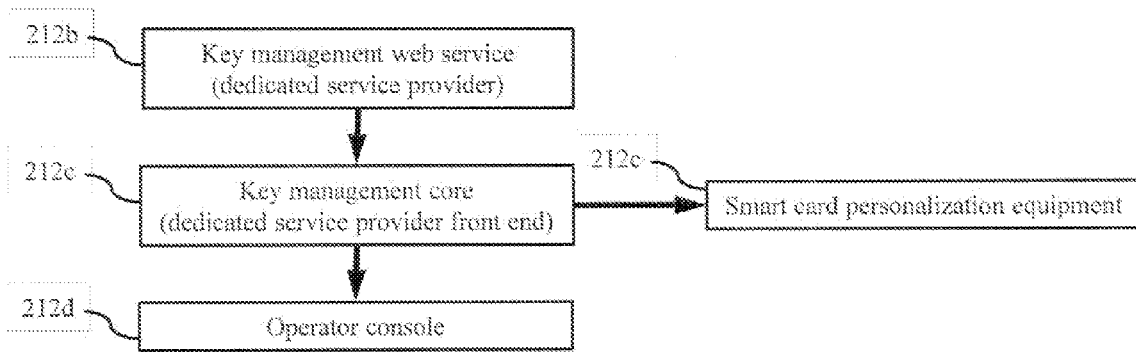 212b
Key management web service
(dedicated service provider)
212c
Key management core
(dedicated service provider front end)
212e
Smart card personalization equipment
212d
Operator console